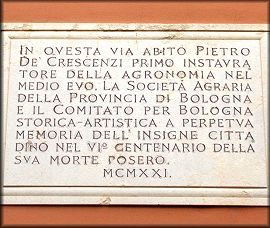 IN QVESTA VIA ABITÒ PIETRO
DE' CRESCENZI PRIMO INSTAVRA
TORE DELLA AGRONOMIA NEL
MEDIO EVO. LA SOCIETÀ AGRARIA
DELLA PROVINCIA DI BOLOGNA
E IL COMITATO PER BOLOGNA
STORICA-ARTISTICA A PERPETVA
MEMORIA DELL'INSIGNE CITTA
DINO NEL VIº CENTENARIO DELLA
SVA MORTE POSERO.
MCMXXI.